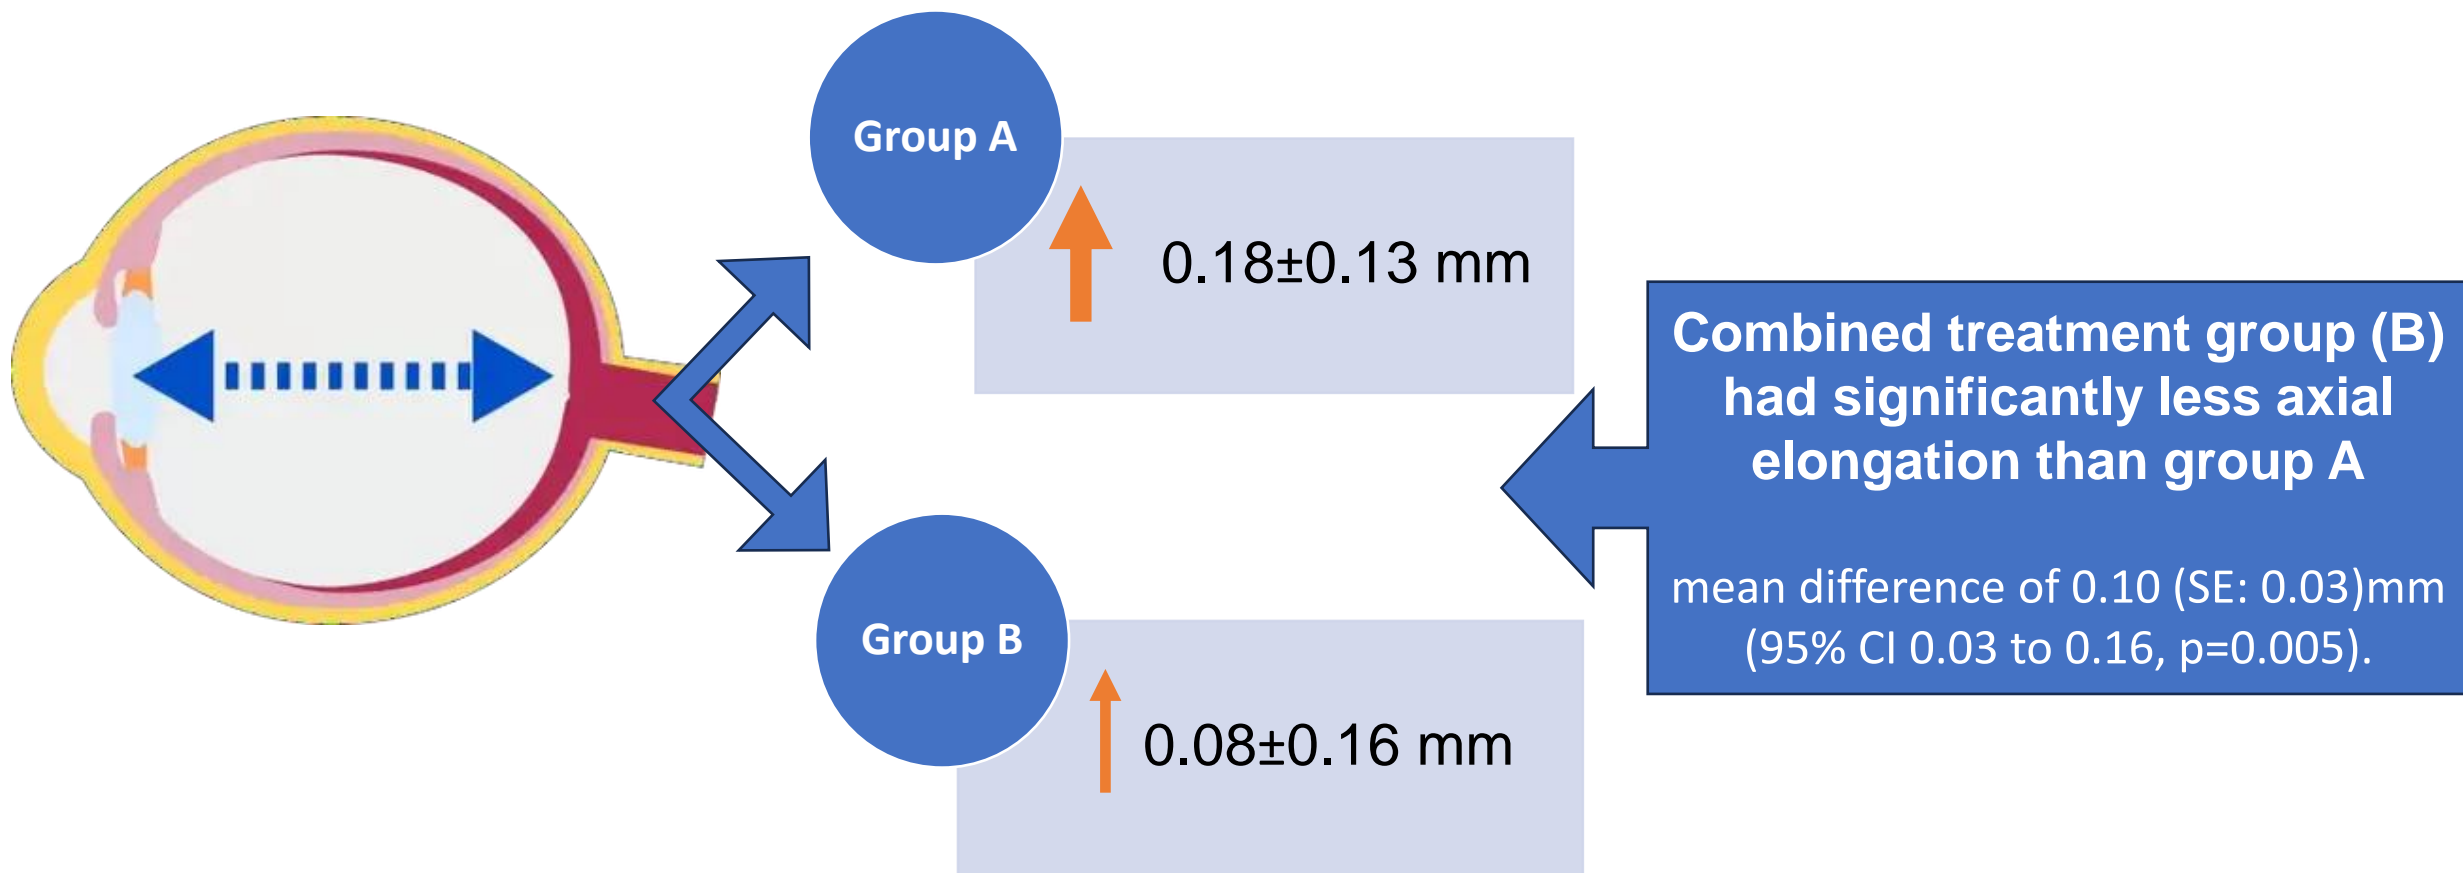 Group A
0.18±0.13 mm
Group B
0.08±0.16 mm
Combined treatment group (B)
had significantly less axial
elongation than group A
mean difference of 0.10 (SE: 0.03)mm
(95% CI 0.03 to 0.16, p=0.005).